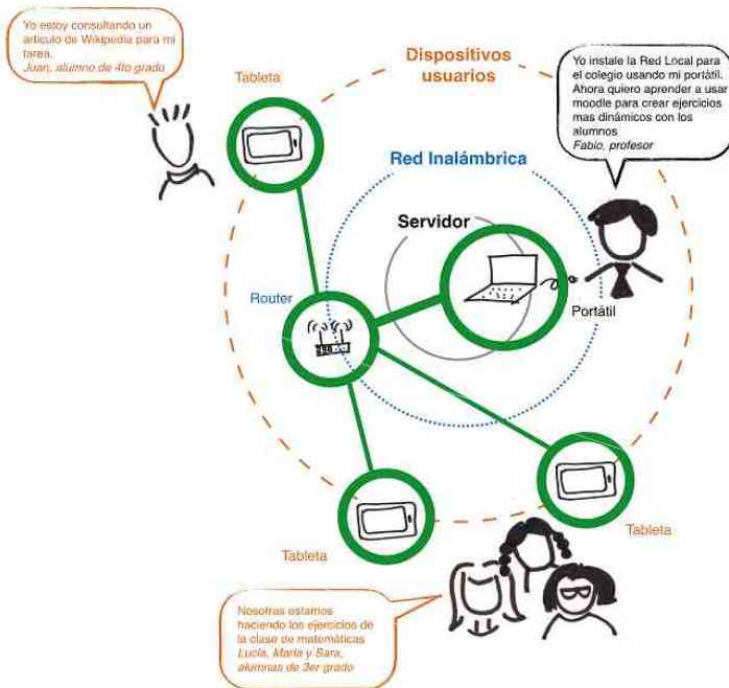 Yo estoy consultando un
articulo de Wikipedia para mi
tarea.
Juan, alumno de 4to grado
Dispositivos
usuarios
Yo instale la Red Local para
el colegio usando mi portátil.
Ahora quiero aprender a usar
moodle para crear ejercicios
mas dinámicos con los
alumnos
Fabio, profesor
Tableta
Red Inalámbrica
Servidor
Router
Portátil
Tableta
Tableta
Nosotras estamos
haciendo los ejercicios de
la clase de matemáticas
Lucía, María y Sara,
alumnas de 3er grado